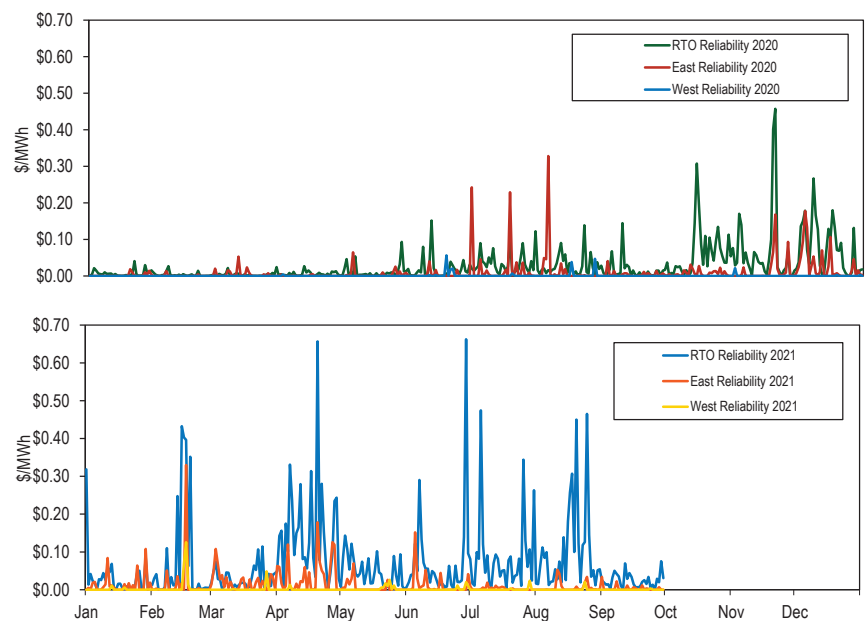 $0.70
$0.60
$0.50
$0.40
$0.30
$0.20
$0.10
$0.00
$/MWh
RTO Reliability 2020
East Reliability 2020
West Reliability 2020
$0.70
$0.60
$0.50
$0.40
$0.30
$0.20
$0.10
$0.00
$/MWh
RTO Reliability 2021
East Reliability 2021
West Reliability 2021
Jan Feb Mar Apr May Jun Jul Aug Sep Oct Nov Dec